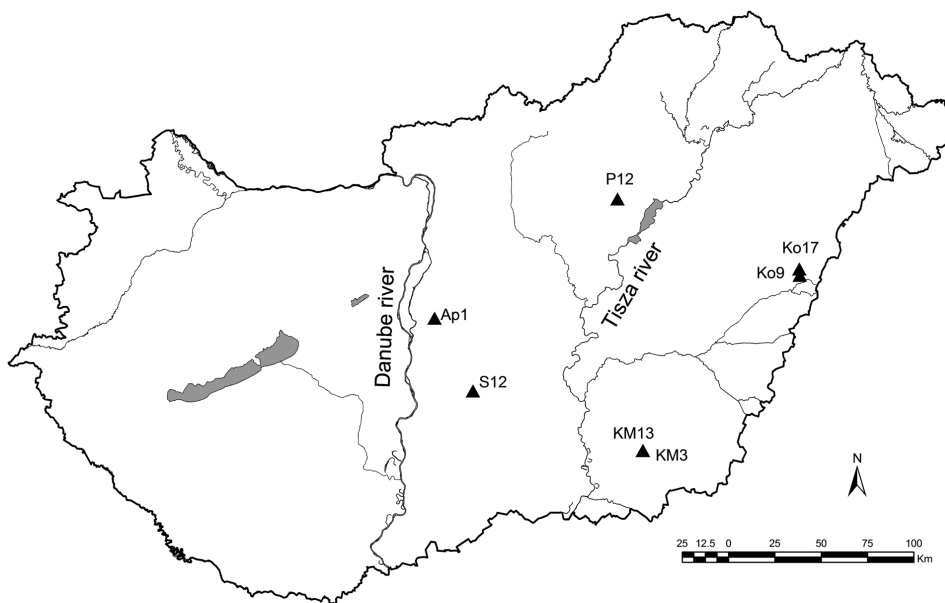 P12
Ko17
Ko9
Tisza river
Danube river
Ap1
S12
KM13
KM3
N
25 12.5 0 25 50 75 100
Km